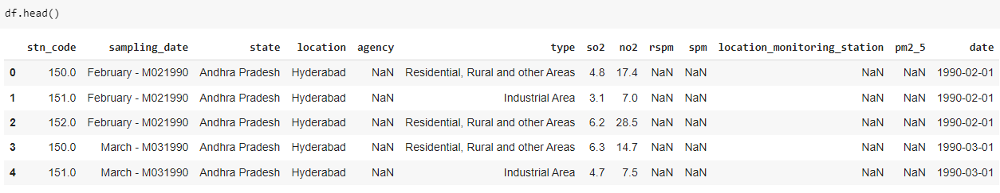 df.head()
stn_code sampling_date state location agency type so2 no2 rspm spm location_monitoring_station pm2_5 date
0 150.0 February - M021990 Andhra Pradesh Hyderabad NaN Residential, Rural and other Areas 4.8 17.4 NaN NaN NaN NaN 1990-02-01
1 151.0 February - M021990 Andhra Pradesh Hyderabad NaN Industrial Area 3.1 7.0 NaN NaN NaN NaN 1990-02-01
2 152.0 February - M021990 Andhra Pradesh Hyderabad NaN Residential, Rural and other Areas 6.2 28.5 NaN NaN NaN NaN 1990-02-01
3 150.0 March - M031990 Andhra Pradesh Hyderabad NaN Residential, Rural and other Areas 6.3 14.7 NaN NaN NaN NaN 1990-03-01
4 151.0 March - M031990 Andhra Pradesh Hyderabad NaN Industrial Area 4.7 7.5 NaN NaN NaN NaN 1990-03-01